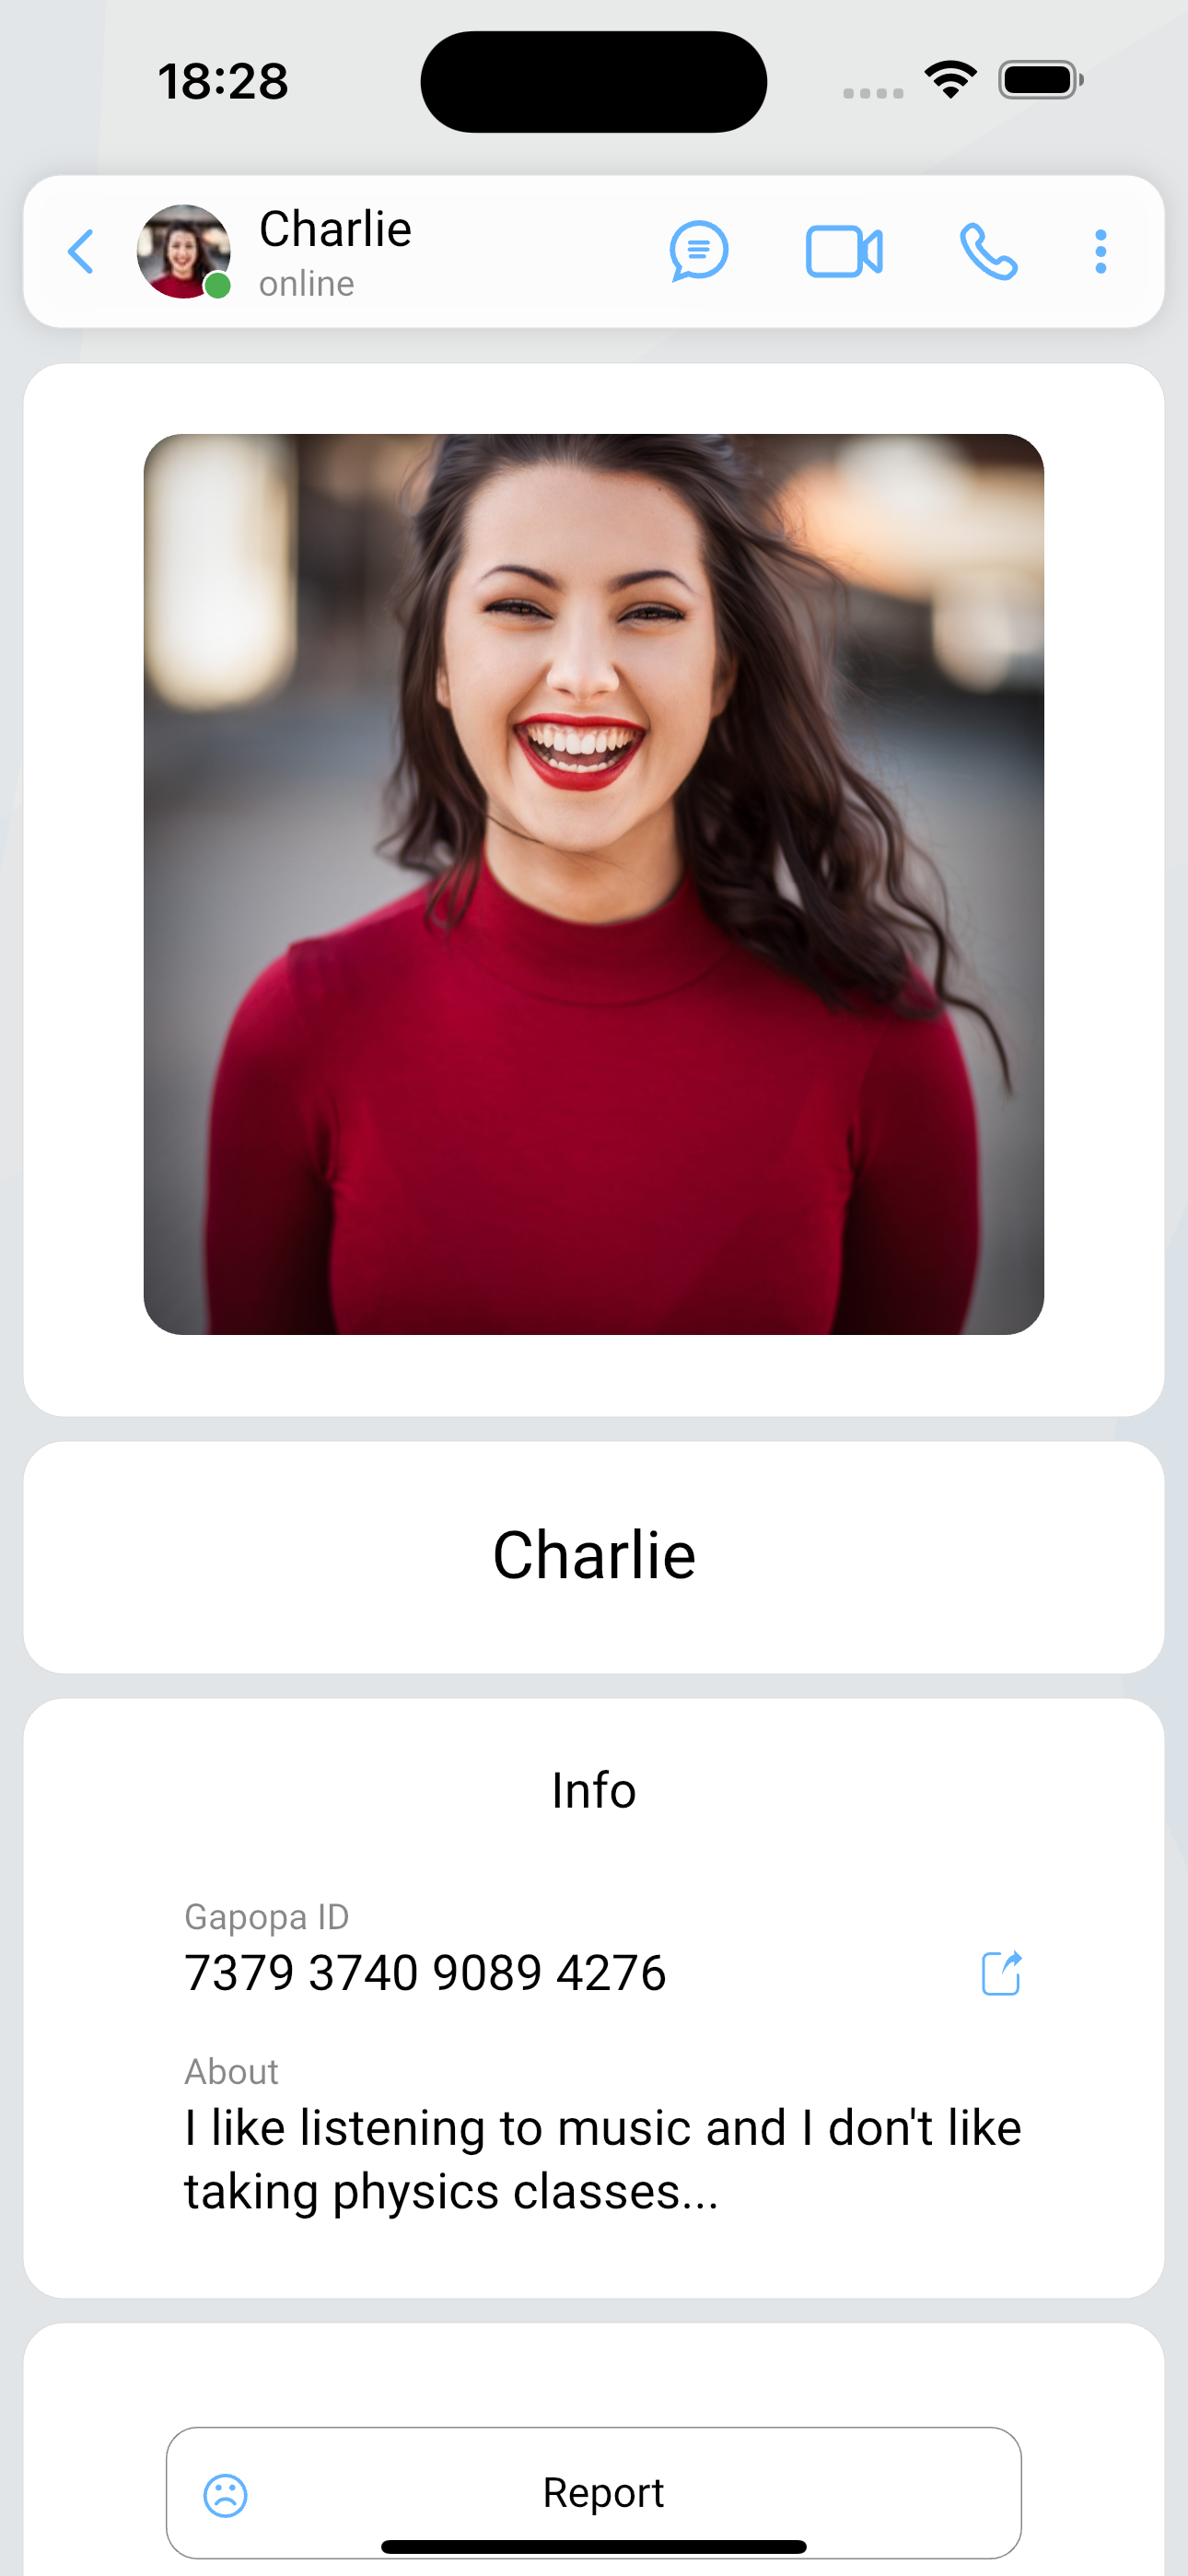 18:28
Charlie
online
Charlie
Info
Gapopa ID
7379 3740 9089 4276
About
I like listening to music and I don't like
taking physics classes...
Report